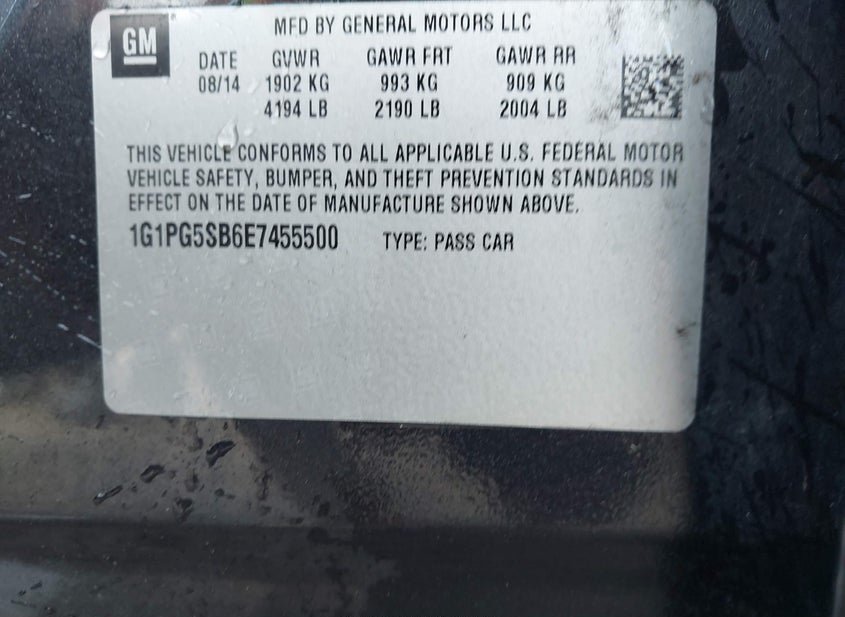 GM
MFD BY GENERAL MOTORS LLC
DATE GVWR GAWR FRT GAWR RR
08/14 1902 KG 993 KG 909 KG
4194 LB 2190 LB 2004 LB
THIS VEHICLE CONFORMS TO ALL APPLICABLE U.S. FEDERAL MOTOR
VEHICLE SAFETY, BUMPER, AND THEFT PREVENTION STANDARDS IN
EFFECT ON THE DATE OF MANUFACTURE SHOWN ABOVE.
1G1PG5SB6E7455500 TYPE: PASS CAR